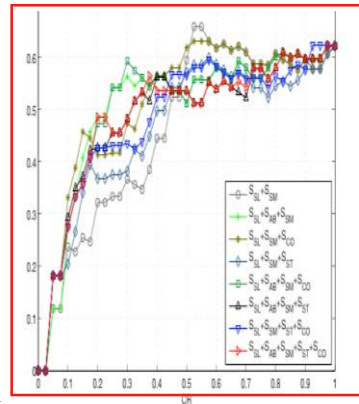 0.6
0.5
0.4
0.3
0.2
0.1
0
0 0.1 0.2 0.3 0.4 0.5 0.6 0.7 0.8 0.9 1
CR
S_SL+S_SM
S_SL+S_AB+S_SM
S_SL+S_SM+S_CO
S_SL+S_SM+S_ST
S_SL+S_AB+S_SM+S_CO
S_SL+S_AB+S_SM+S_ST
S_SL+S_SM+S_ST+S_CO
S_SL+S_AB+S_SM+S_ST+S_CO